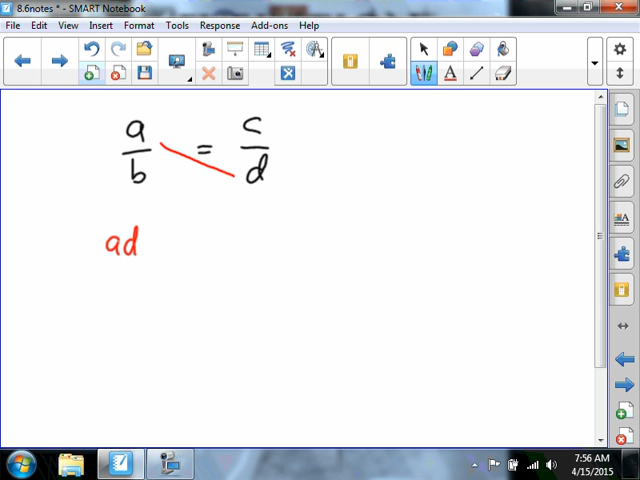 8.6notes * - SMART Notebook
File Edit View Insert Format Tools Response Add-ons Help
a = c
b d
ad
7:56 AM
4/15/2015